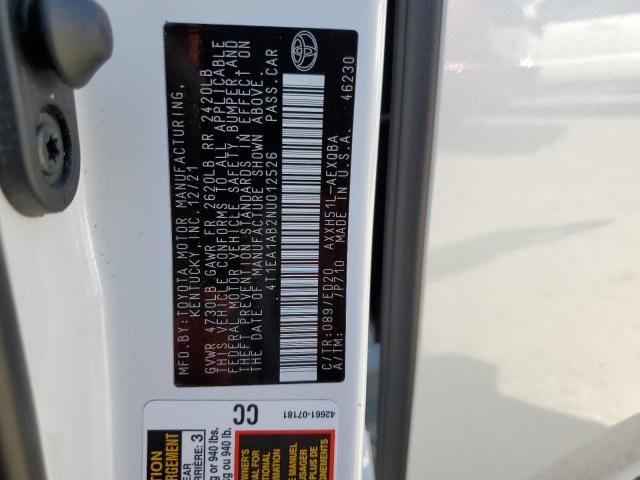 MFD.BY:TOYOTA MOTOR MANUFACTURING,
KENTUCKY, INC. 12/21
GVWR 4730LB GAWR FR 2620LB RR 2420LB
THIS VEHICLE CONFORMS TO ALL APPLICABLE
FEDERAL MOTOR VEHICLE SAFETY, BUMPER, AND
THEFT PREVENTION STANDARDS IN EFFECT ON
THE DATE OF MANUFACTURE SHOWN ABOVE.
4T1EA1AB2NU012526 PASS.CAR
C/TR:089/ED20 AXXH51L-AEXQBA
A/TM: 7P710 MADE IN U.S.A. 46230
CC
42661-07181